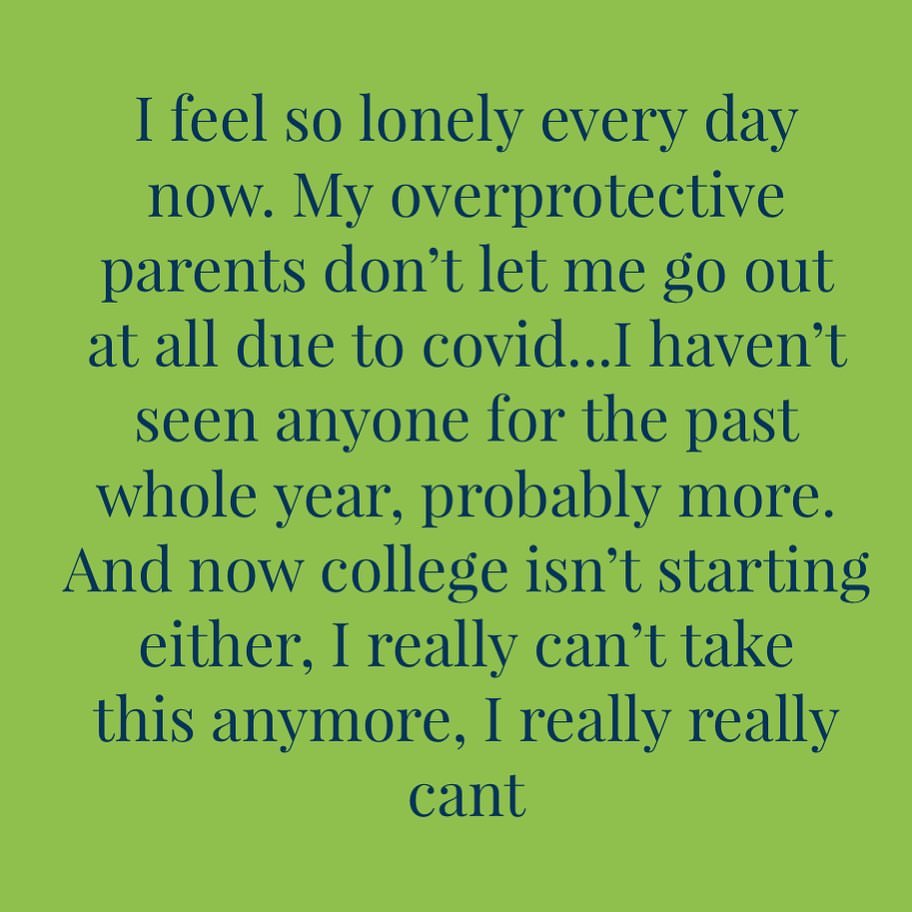 I feel so lonely every day
now. My overprotective
parents don’t let me go out
at all due to covid...I haven’t
seen anyone for the past
whole year, probably more.
And now college isn’t starting
either, I really can’t take
this anymore, I really really
cant